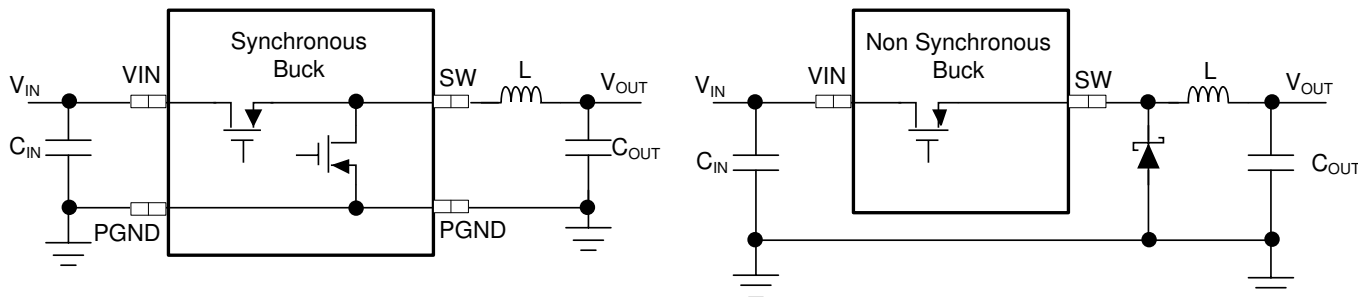 Synchronous
Buck
VIN
V_IN
SW
L
V_OUT
C_IN
C_OUT
PGND
PGND
Non Synchronous
Buck
VIN
V_IN
SW
L
V_OUT
C_IN
C_OUT